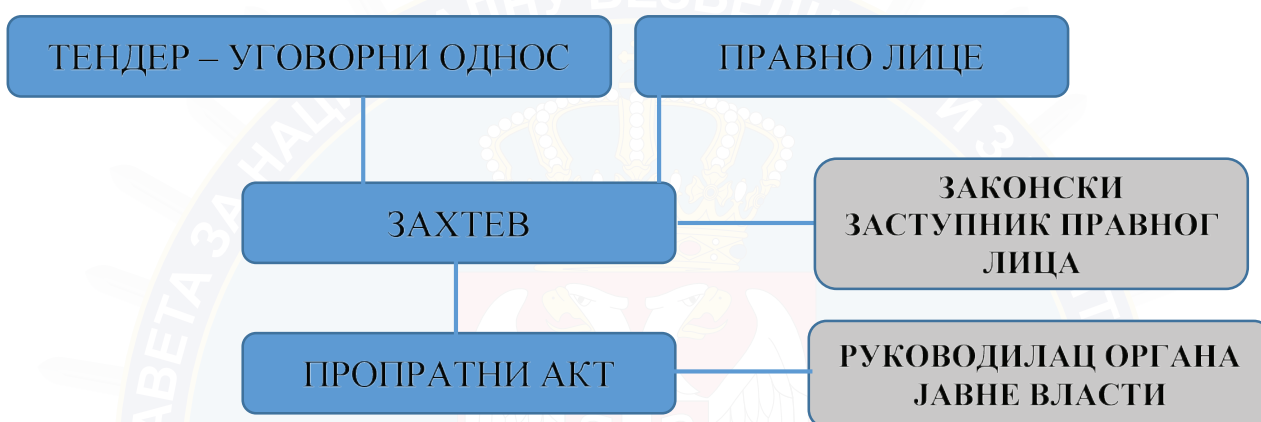 ТЕНДЕР – УГОВОРНИ ОДНОС
ПРАВНО ЛИЦЕ
ЗАХТЕВ
ЗАКОНСКИ
ЗАСТУПНИК ПРАВНОГ
ЛИЦА
ПРОПРАТНИ АКТ
РУКОВОДИЛАЦ ОРГАНА
ЈАВНЕ ВЛАСТИ